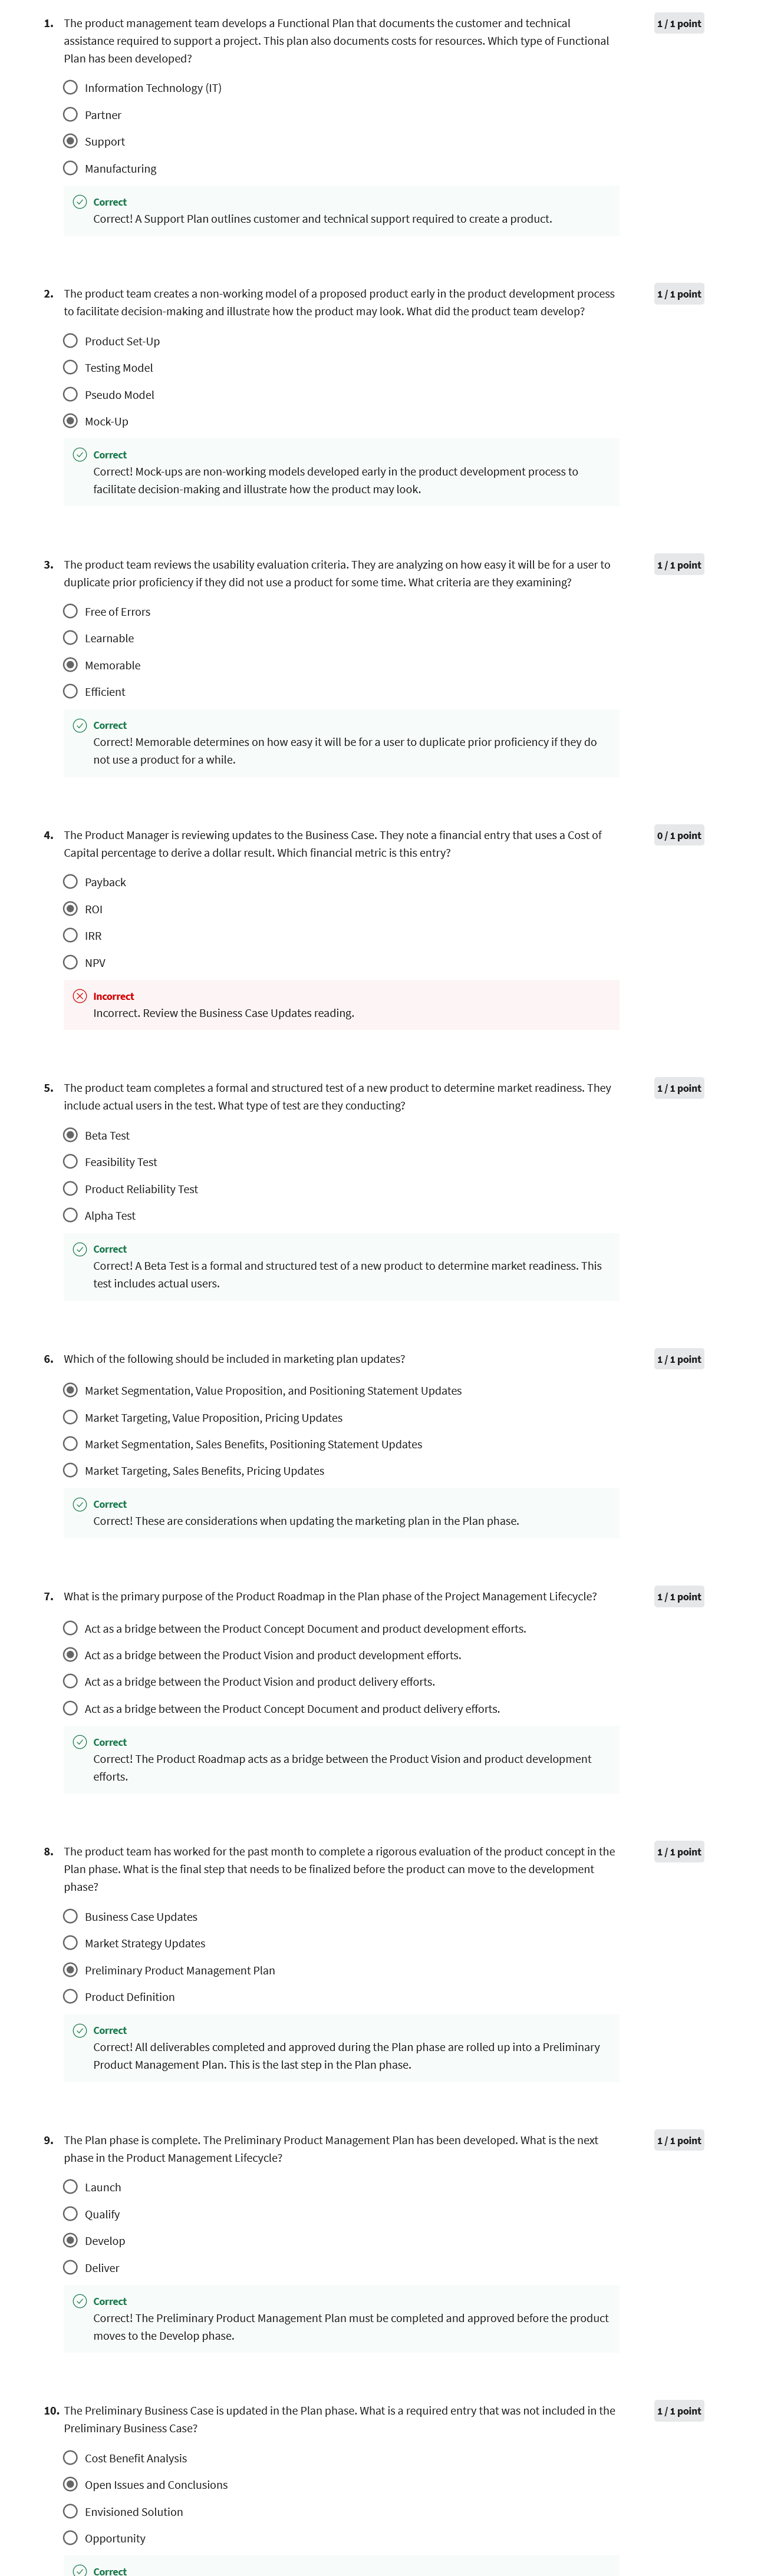 1. The product management team develops a Functional Plan that documents the customer and technical
1 / 1 point
assistance required to support a project. This plan also documents costs for resources. Which type of Functional
Plan has been developed?
Information Technology (IT)
Partner
Support
Manufacturing
Correct
Correct! A Support Plan outlines customer and technical support required to create a product.
2. The product team creates a non-working model of a proposed product early in the product development process
1 / 1 point
to facilitate decision-making and illustrate how the product may look. What did the product team develop?
Product Set-Up
Testing Model
Pseudo Model
Mock-Up
Correct
Correct! Mock-ups are non-working models developed early in the product development process to
facilitate decision-making and illustrate how the product may look.
3. The product team reviews the usability evaluation criteria. They are analyzing on how easy it will be for a user to
1 / 1 point
duplicate prior proficiency if they did not use a product for some time. What criteria are they examining?
Free of Errors
Learnable
Memorable
Efficient
Correct
Correct! Memorable determines on how easy it will be for a user to duplicate prior proficiency if they do
not use a product for a while.
4. The Product Manager is reviewing updates to the Business Case. They note a financial entry that uses a Cost of
0 / 1 point
Capital percentage to derive a dollar result. Which financial metric is this entry?
Payback
ROI
IRR
NPV
Incorrect
Incorrect. Review the Business Case Updates reading.
5. The product team completes a formal and structured test of a new product to determine market readiness. They
1 / 1 point
include actual users in the test. What type of test are they conducting?
Beta Test
Feasibility Test
Product Reliability Test
Alpha Test
Correct
Correct! A Beta Test is a formal and structured test of a new product to determine market readiness. This
test includes actual users.
6. Which of the following should be included in marketing plan updates?
1 / 1 point
Market Segmentation, Value Proposition, and Positioning Statement Updates
Market Targeting, Value Proposition, Pricing Updates
Market Segmentation, Sales Benefits, Positioning Statement Updates
Market Targeting, Sales Benefits, Pricing Updates
Correct
Correct! These are considerations when updating the marketing plan in the Plan phase.
7. What is the primary purpose of the Product Roadmap in the Plan phase of the Project Management Lifecycle?
1 / 1 point
Act as a bridge between the Product Concept Document and product development efforts.
Act as a bridge between the Product Vision and product development efforts.
Act as a bridge between the Product Vision and product delivery efforts.
Act as a bridge between the Product Concept Document and product delivery efforts.
Correct
Correct! The Product Roadmap acts as a bridge between the Product Vision and product development
efforts.
8. The product team has worked for the past month to complete a rigorous evaluation of the product concept in the
1 / 1 point
Plan phase. What is the final step that needs to be finalized before the product can move to the development
phase?
Business Case Updates
Market Strategy Updates
Preliminary Product Management Plan
Product Definition
Correct
Correct! All deliverables completed and approved during the Plan phase are rolled up into a Preliminary
Product Management Plan. This is the last step in the Plan phase.
9. The Plan phase is complete. The Preliminary Product Management Plan has been developed. What is the next
1 / 1 point
phase in the Product Management Lifecycle?
Launch
Qualify
Develop
Deliver
Correct
Correct! The Preliminary Product Management Plan must be completed and approved before the product
moves to the Develop phase.
10. The Preliminary Business Case is updated in the Plan phase. What is a required entry that was not included in the
1 / 1 point
Preliminary Business Case?
Cost Benefit Analysis
Open Issues and Conclusions
Envisioned Solution
Opportunity
Correct